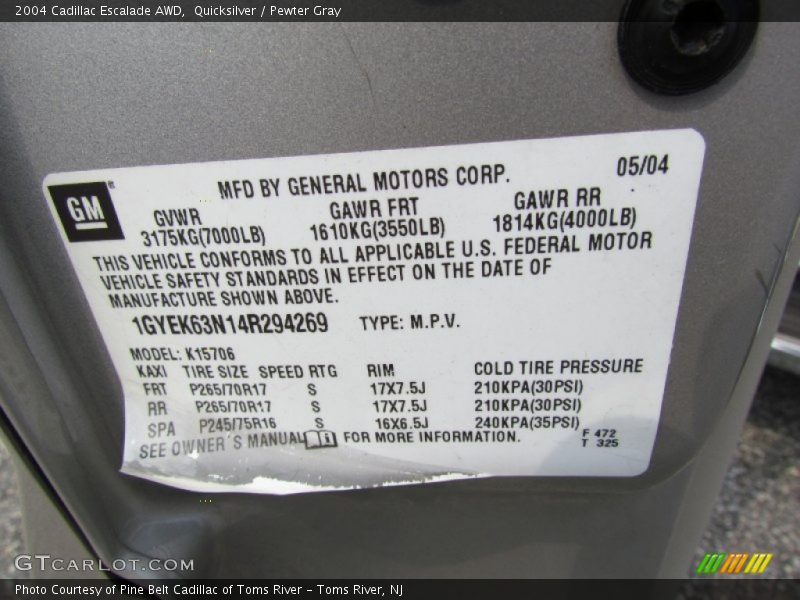 2004 Cadillac Escalade AWD, Quicksilver / Pewter Gray
05/04
MFD BY GENERAL MOTORS CORP.
GM
GVWR GAWR FRT GAWR RR
3175KG(7000LB) 1610KG(3550LB) 1814KG(4000LB)
THIS VEHICLE CONFORMS TO ALL APPLICABLE U.S. FEDERAL MOTOR
VEHICLE SAFETY STANDARDS IN EFFECT ON THE DATE OF
MANUFACTURE SHOWN ABOVE.
1GYEK63N14R294269 TYPE: M.P.V.
MODEL: K15706
KAXI TIRE SIZE SPEED RTG RIM COLD TIRE PRESSURE
FRT P265/70R17 S 17X7.5J 210KPA(30PSI)
RR P265/70R17 S 17X7.5J 210KPA(30PSI)
SPA P245/75R16 S 16X6.5J 240KPA(35PSI)
SEE OWNER'S MANUAL FOR MORE INFORMATION.
F 472
T 325
GTCARLOT.COM
Photo Courtesy of Pine Belt Cadillac of Toms River - Toms River, NJ